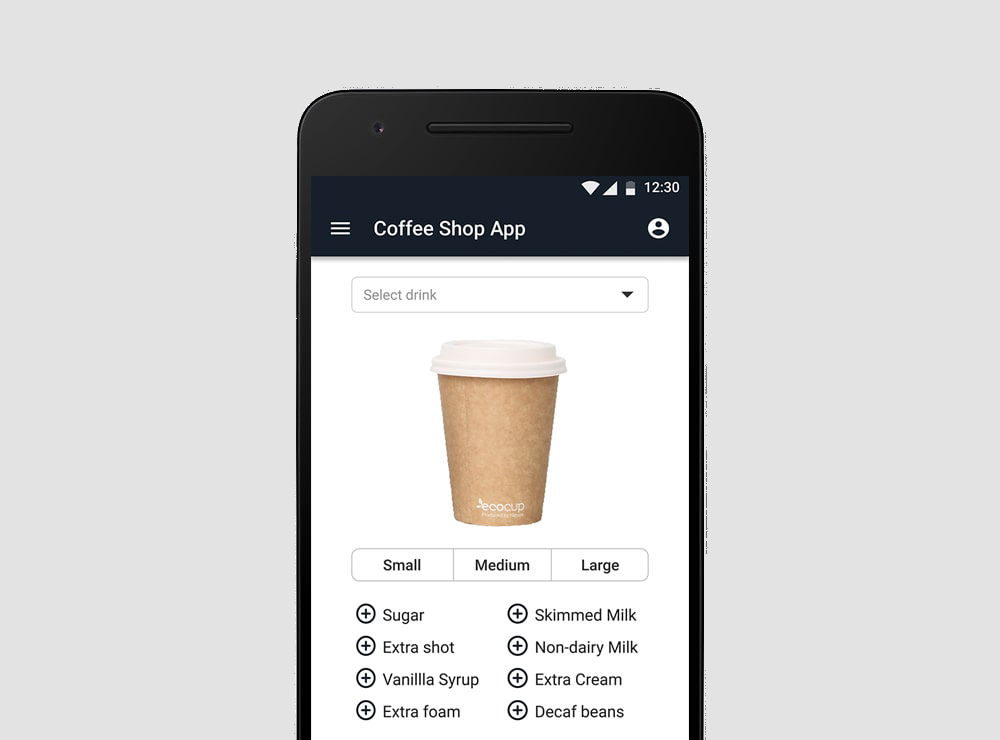 12:30
Coffee Shop App
Select drink
ecocup
Small Medium Large
Sugar Skimmed Milk
Extra shot Non-dairy Milk
Vanillla Syrup Extra Cream
Extra foam Decaf beans